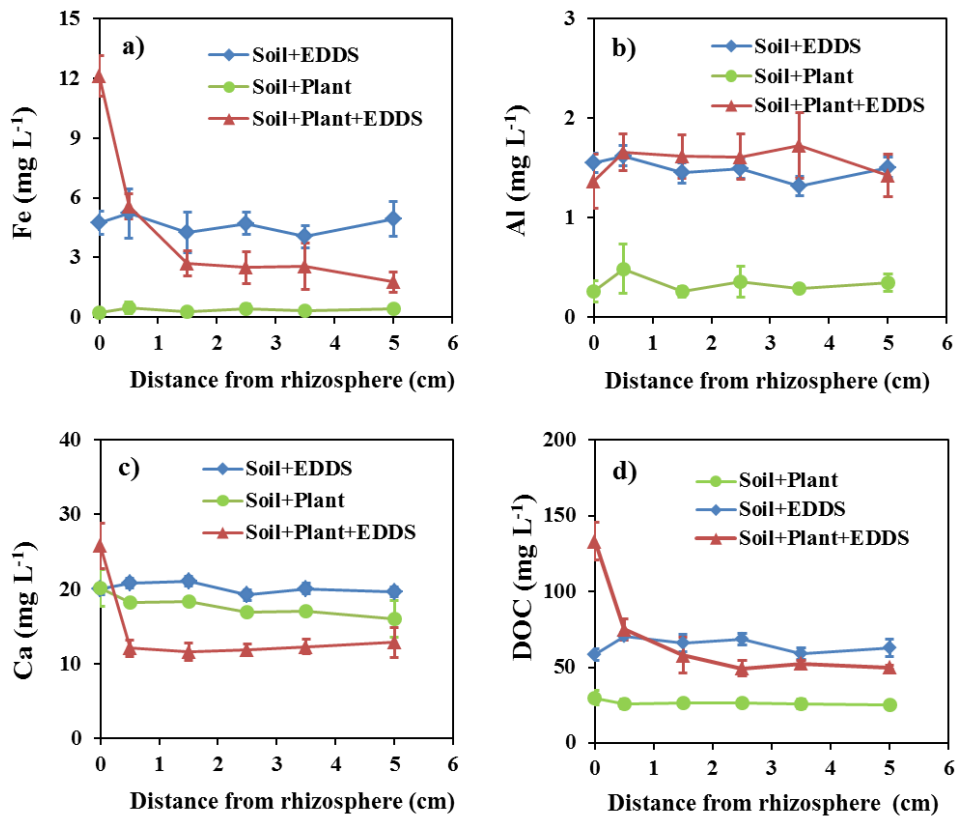 a)
Soil+EDDS
Soil+Plant
Soil+Plant+EDDS
Fe (mg L-1)
15
12
9
6
3
0
0 1 2 3 4 5 6
Distance from rhizosphere (cm)
b)
Soil+EDDS
Soil+Plant
Soil+Plant+EDDS
Al (mg L-1)
3
2
1
0
0 1 2 3 4 5 6
Distance from rhizosphere (cm)
c)
Soil+EDDS
Soil+Plant
Soil+Plant+EDDS
Ca (mg L-1)
40
30
20
10
0
0 1 2 3 4 5 6
Distance from rhizosphere (cm)
d)
Soil+Plant
Soil+EDDS
Soil+Plant+EDDS
DOC (mg L-1)
200
150
100
50
0
0 1 2 3 4 5 6
Distance from rhizosphere (cm)